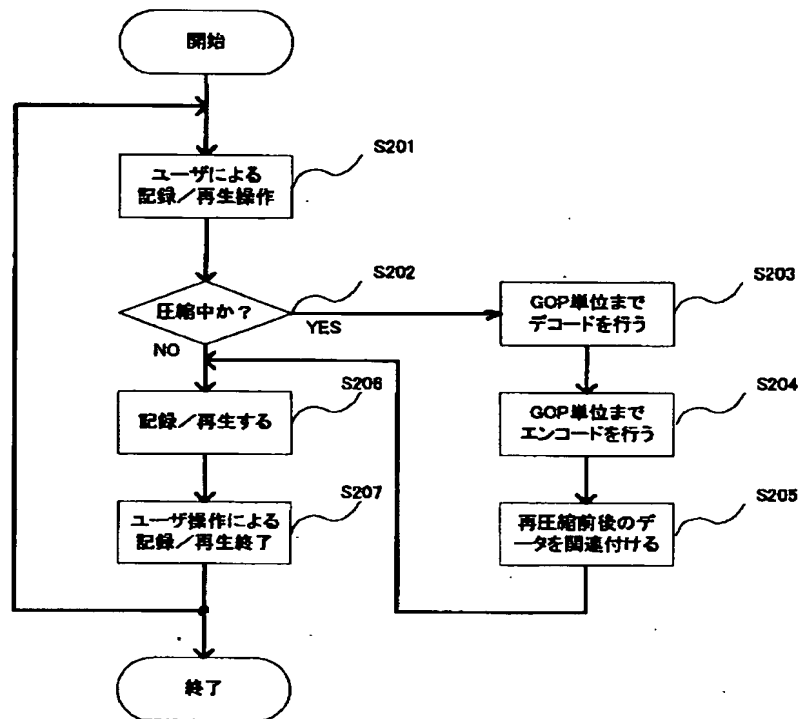 開始
S201
ユーザによる
記録／再生操作
S202
圧縮中か？
YES
NO
S203
GOP単位まで
デコードを行う
S204
GOP単位まで
エンコードを行う
S205
再圧縮前後のデ
ータを関連付ける
S206
記録／再生する
S207
ユーザ操作による
記録／再生終了
終了